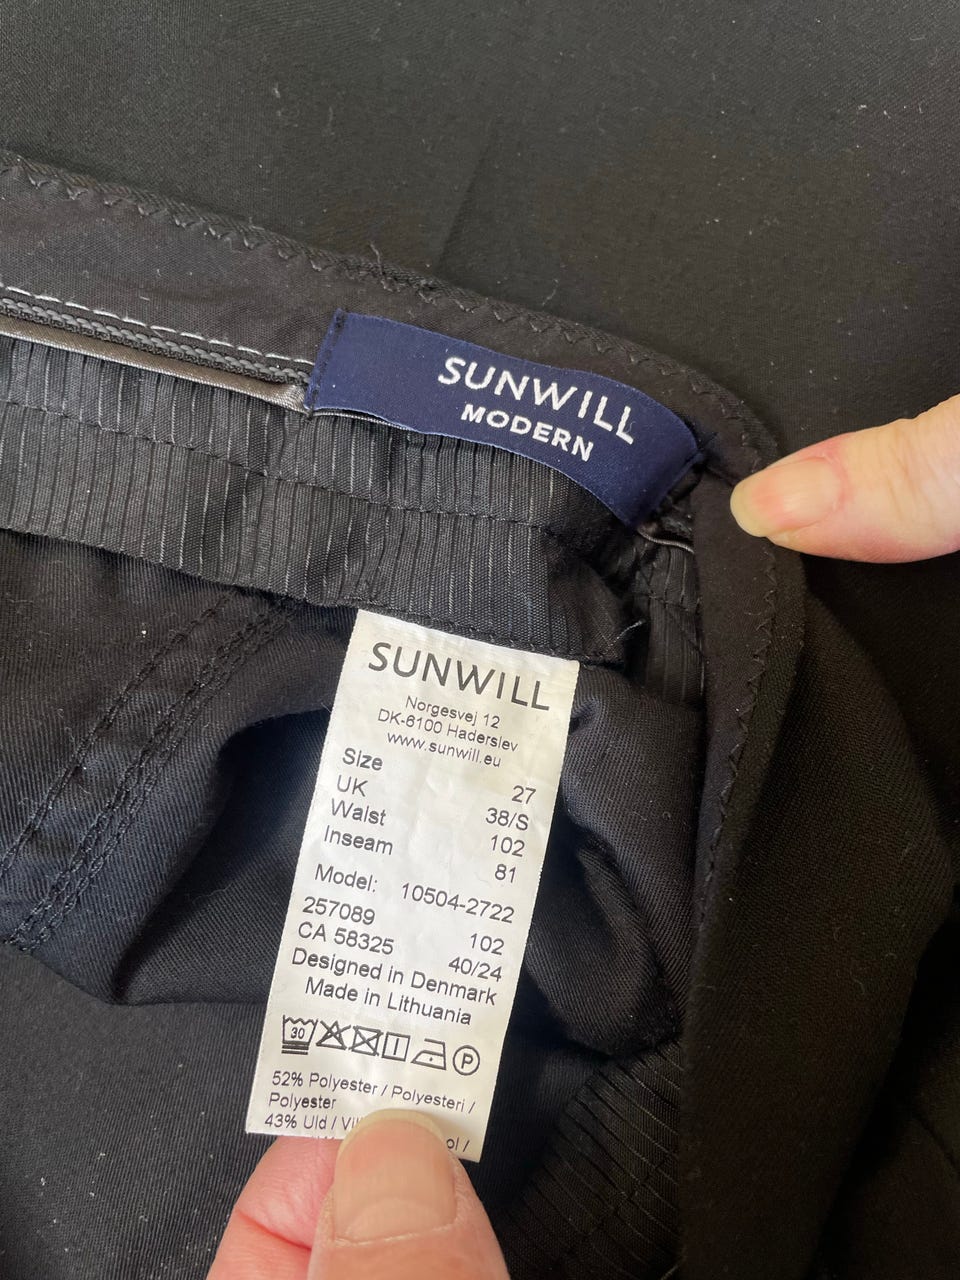 SUNWILL
MODERN
SUNWILL
Norgesvej 12
DK-6100 Haderslev
www.sunwill.eu
Size 27
UK 38/S
Waist 102
Inseam 81
Model: 10504-2722
257089 102
CA 58325 40/24
Designed in Denmark
Made in Lithuania
30 P
52% Polyester / Polyesteri /
Polyester
43% Uld /